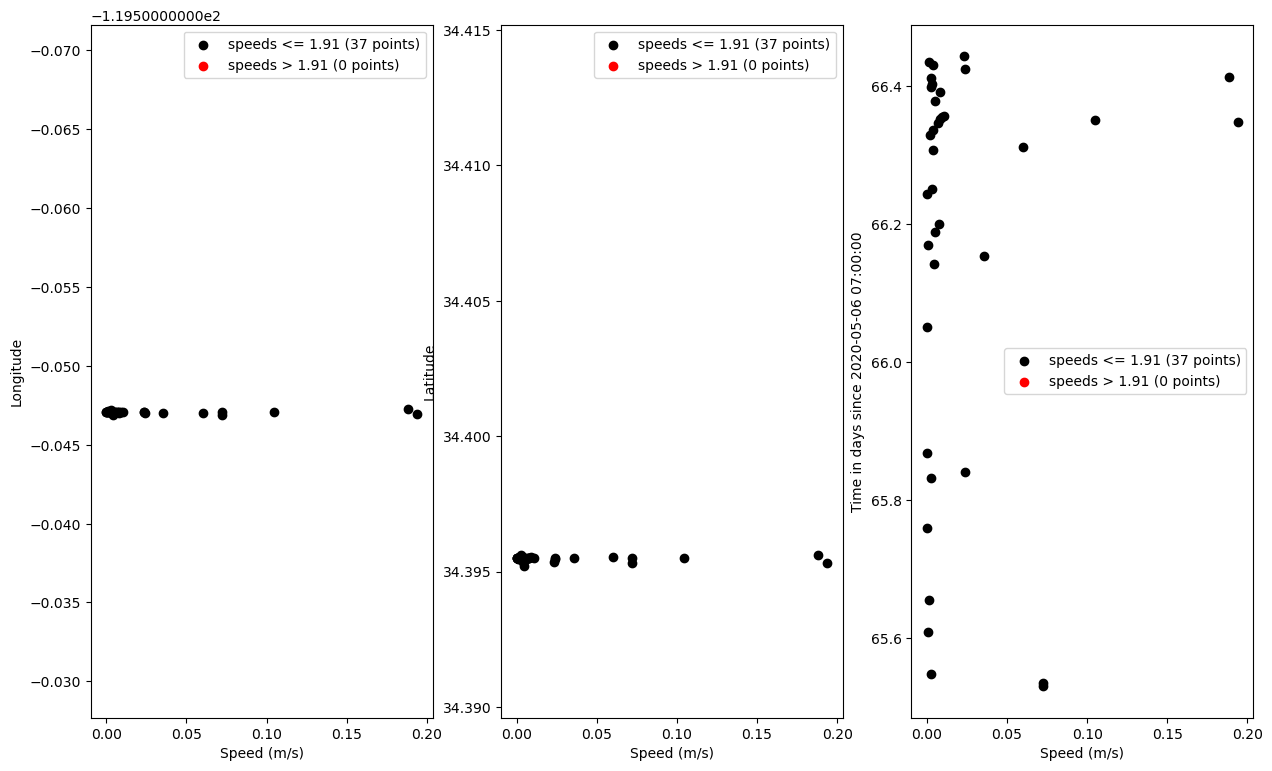 −1.1950000000e2
speeds <= 1.91 (37 points)
speeds > 1.91 (0 points)
−0.070
−0.065
−0.060
−0.055
−0.050
−0.045
−0.040
−0.035
−0.030
Longitude
0.00 0.05 0.10 0.15 0.20
Speed (m/s)
speeds <= 1.91 (37 points)
speeds > 1.91 (0 points)
34.415
34.410
34.405
34.400
34.395
34.390
Latitude
0.00 0.05 0.10 0.15 0.20
Speed (m/s)
66.4
66.2
66.0
65.8
65.6
Time in days since 2020-05-06 07:00:00
speeds <= 1.91 (37 points)
speeds > 1.91 (0 points)
0.00 0.05 0.10 0.15 0.20
Speed (m/s)